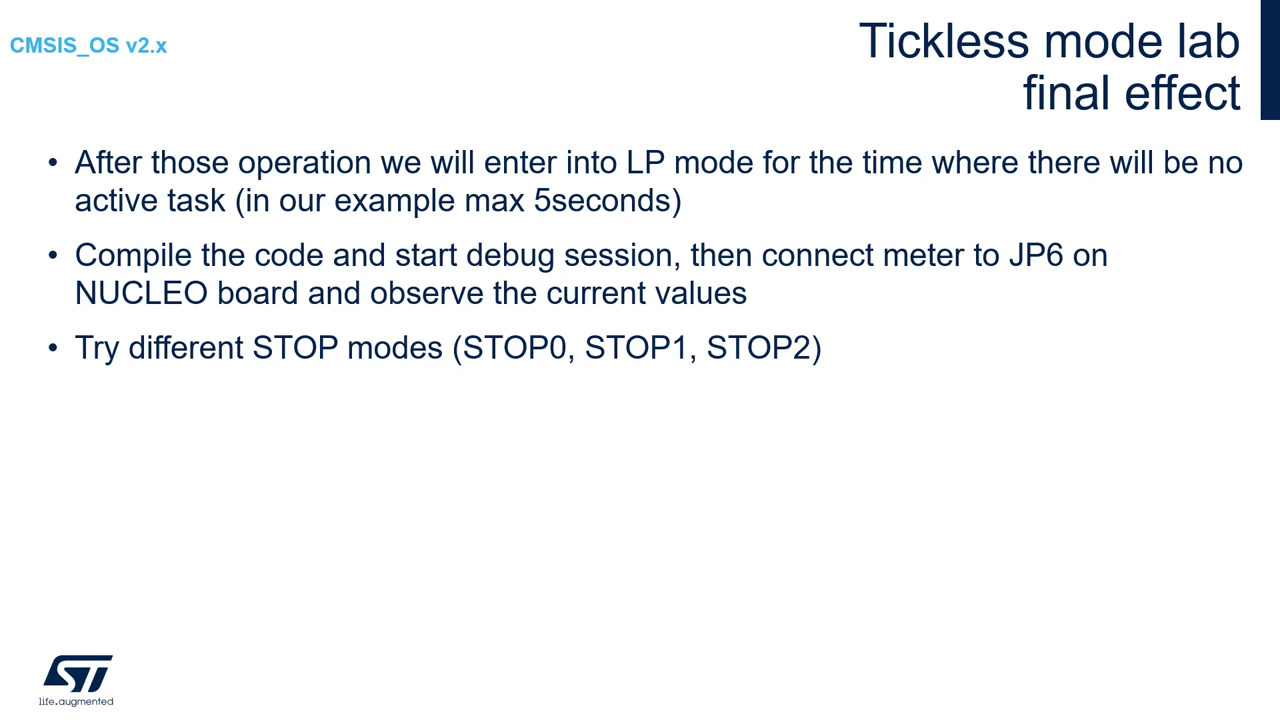 CMSIS_OS v2.x
Tickless mode lab
final effect
• After those operation we will enter into LP mode for the time where there will be no
active task (in our example max 5seconds)
• Compile the code and start debug session, then connect meter to JP6 on
NUCLEO board and observe the current values
• Try different STOP modes (STOP0, STOP1, STOP2)
ST
life.augmented